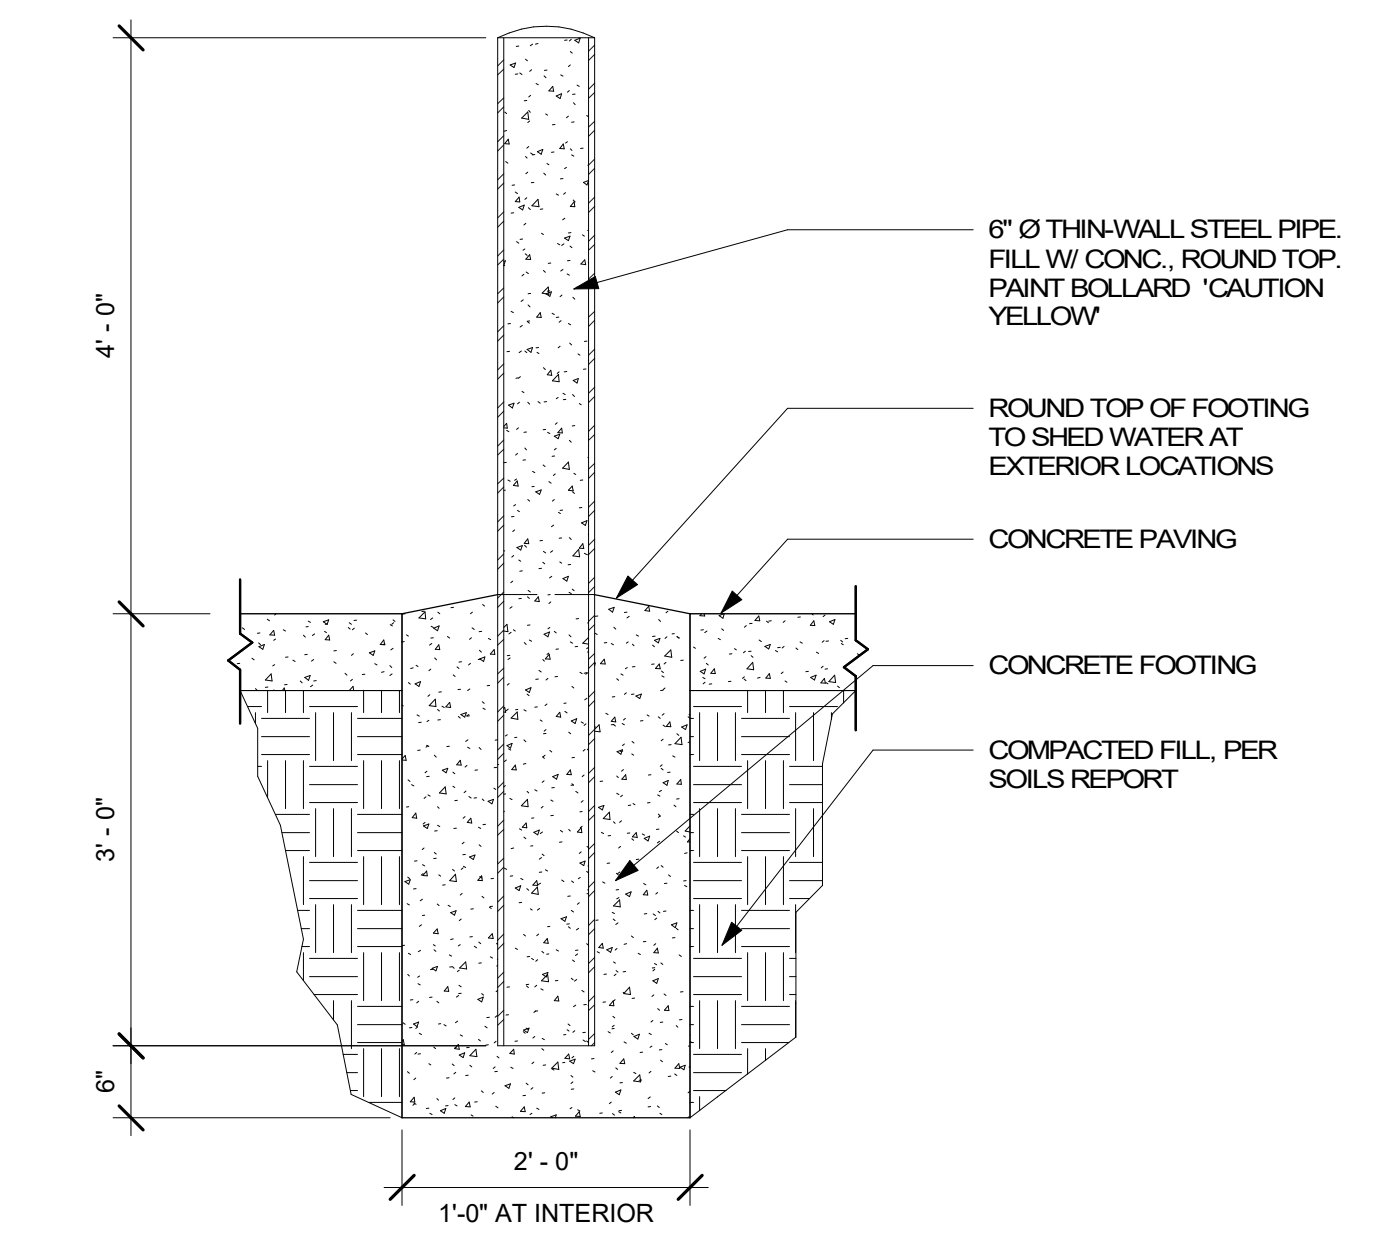 4' - 0"
6" Ø THIN-WALL STEEL PIPE.
FILL W/ CONC., ROUND TOP.
PAINT BOLLARD 'CAUTION
YELLOW'
ROUND TOP OF FOOTING
TO SHED WATER AT
EXTERIOR LOCATIONS
CONCRETE PAVING
CONCRETE FOOTING
COMPACTED FILL, PER
SOILS REPORT
3' - 0"
6"
2' - 0"
1'-0" AT INTERIOR